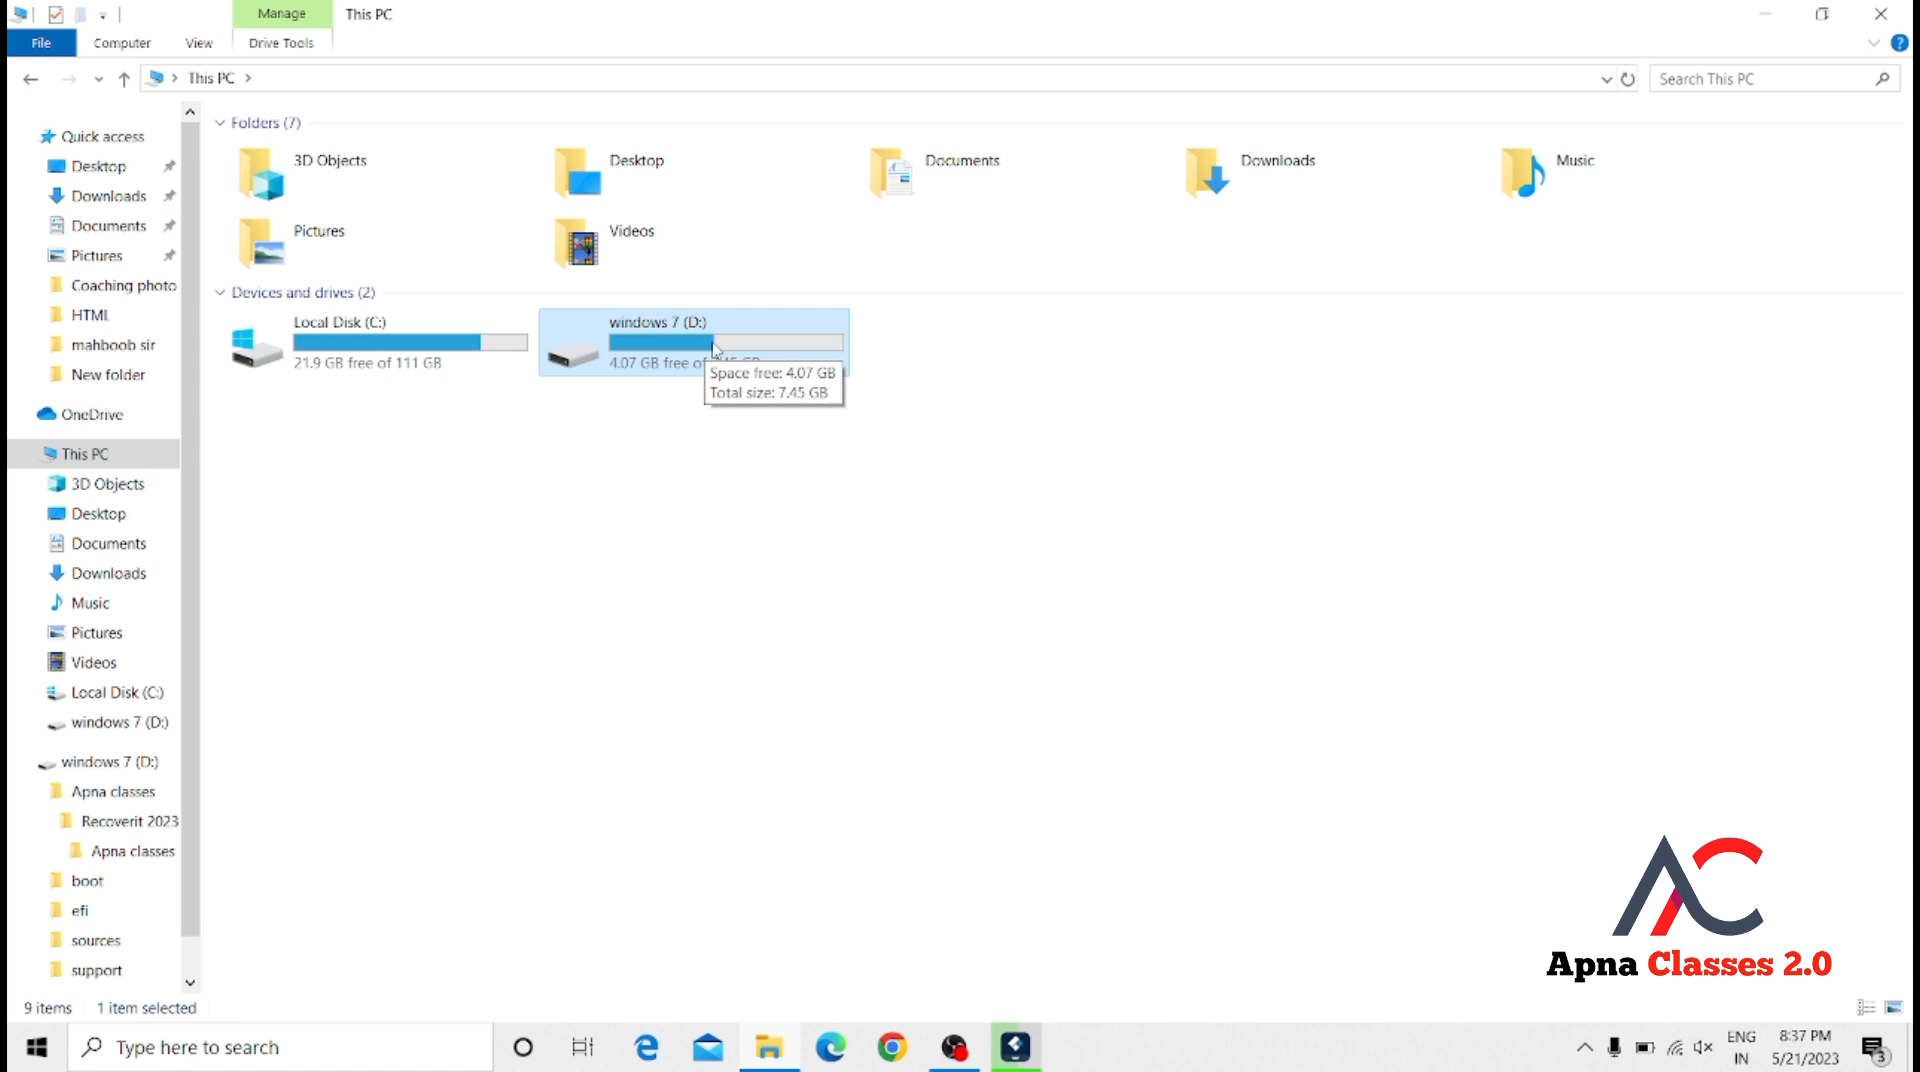 Manage
This PC
File
Computer
View
Drive Tools
This PC
Search This PC
Quick access
Desktop
Downloads
Documents
Pictures
Coaching photo
HTML
mahboob sir
New folder
OneDrive
This PC
3D Objects
Desktop
Documents
Downloads
Music
Pictures
Videos
Local Disk (C:)
windows 7 (D:)
windows 7 (D:)
Apna classes
Recoverit 2023
Apna classes
boot
efi
sources
support
Folders (7)
3D Objects
Desktop
Documents
Downloads
Music
Pictures
Videos
Devices and drives (2)
Local Disk (C:)
21.9 GB free of 111 GB
windows 7 (D:)
4.07 GB free of 7.45 GB
Space free: 4.07 GB
Total size: 7.45 GB
AC
Apna Classes 2.0
9 items
1 item selected
Type here to search
ENG
IN
8:37 PM
5/21/2023
3